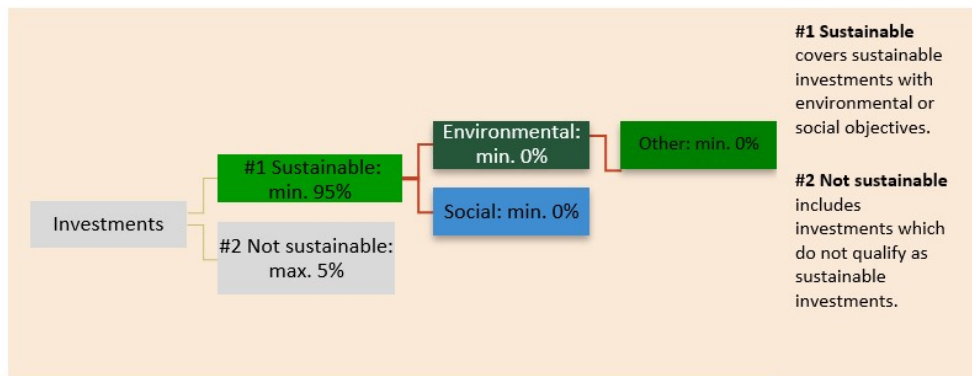 Investments
#1 Sustainable:
min. 95%
#2 Not sustainable:
max. 5%
Environmental:
min. 0%
Social: min. 0%
Other: min. 0%
#1 Sustainable
covers sustainable
investments with
environmental or
social objectives.
#2 Not sustainable
includes
investments which
do not qualify as
sustainable
investments.